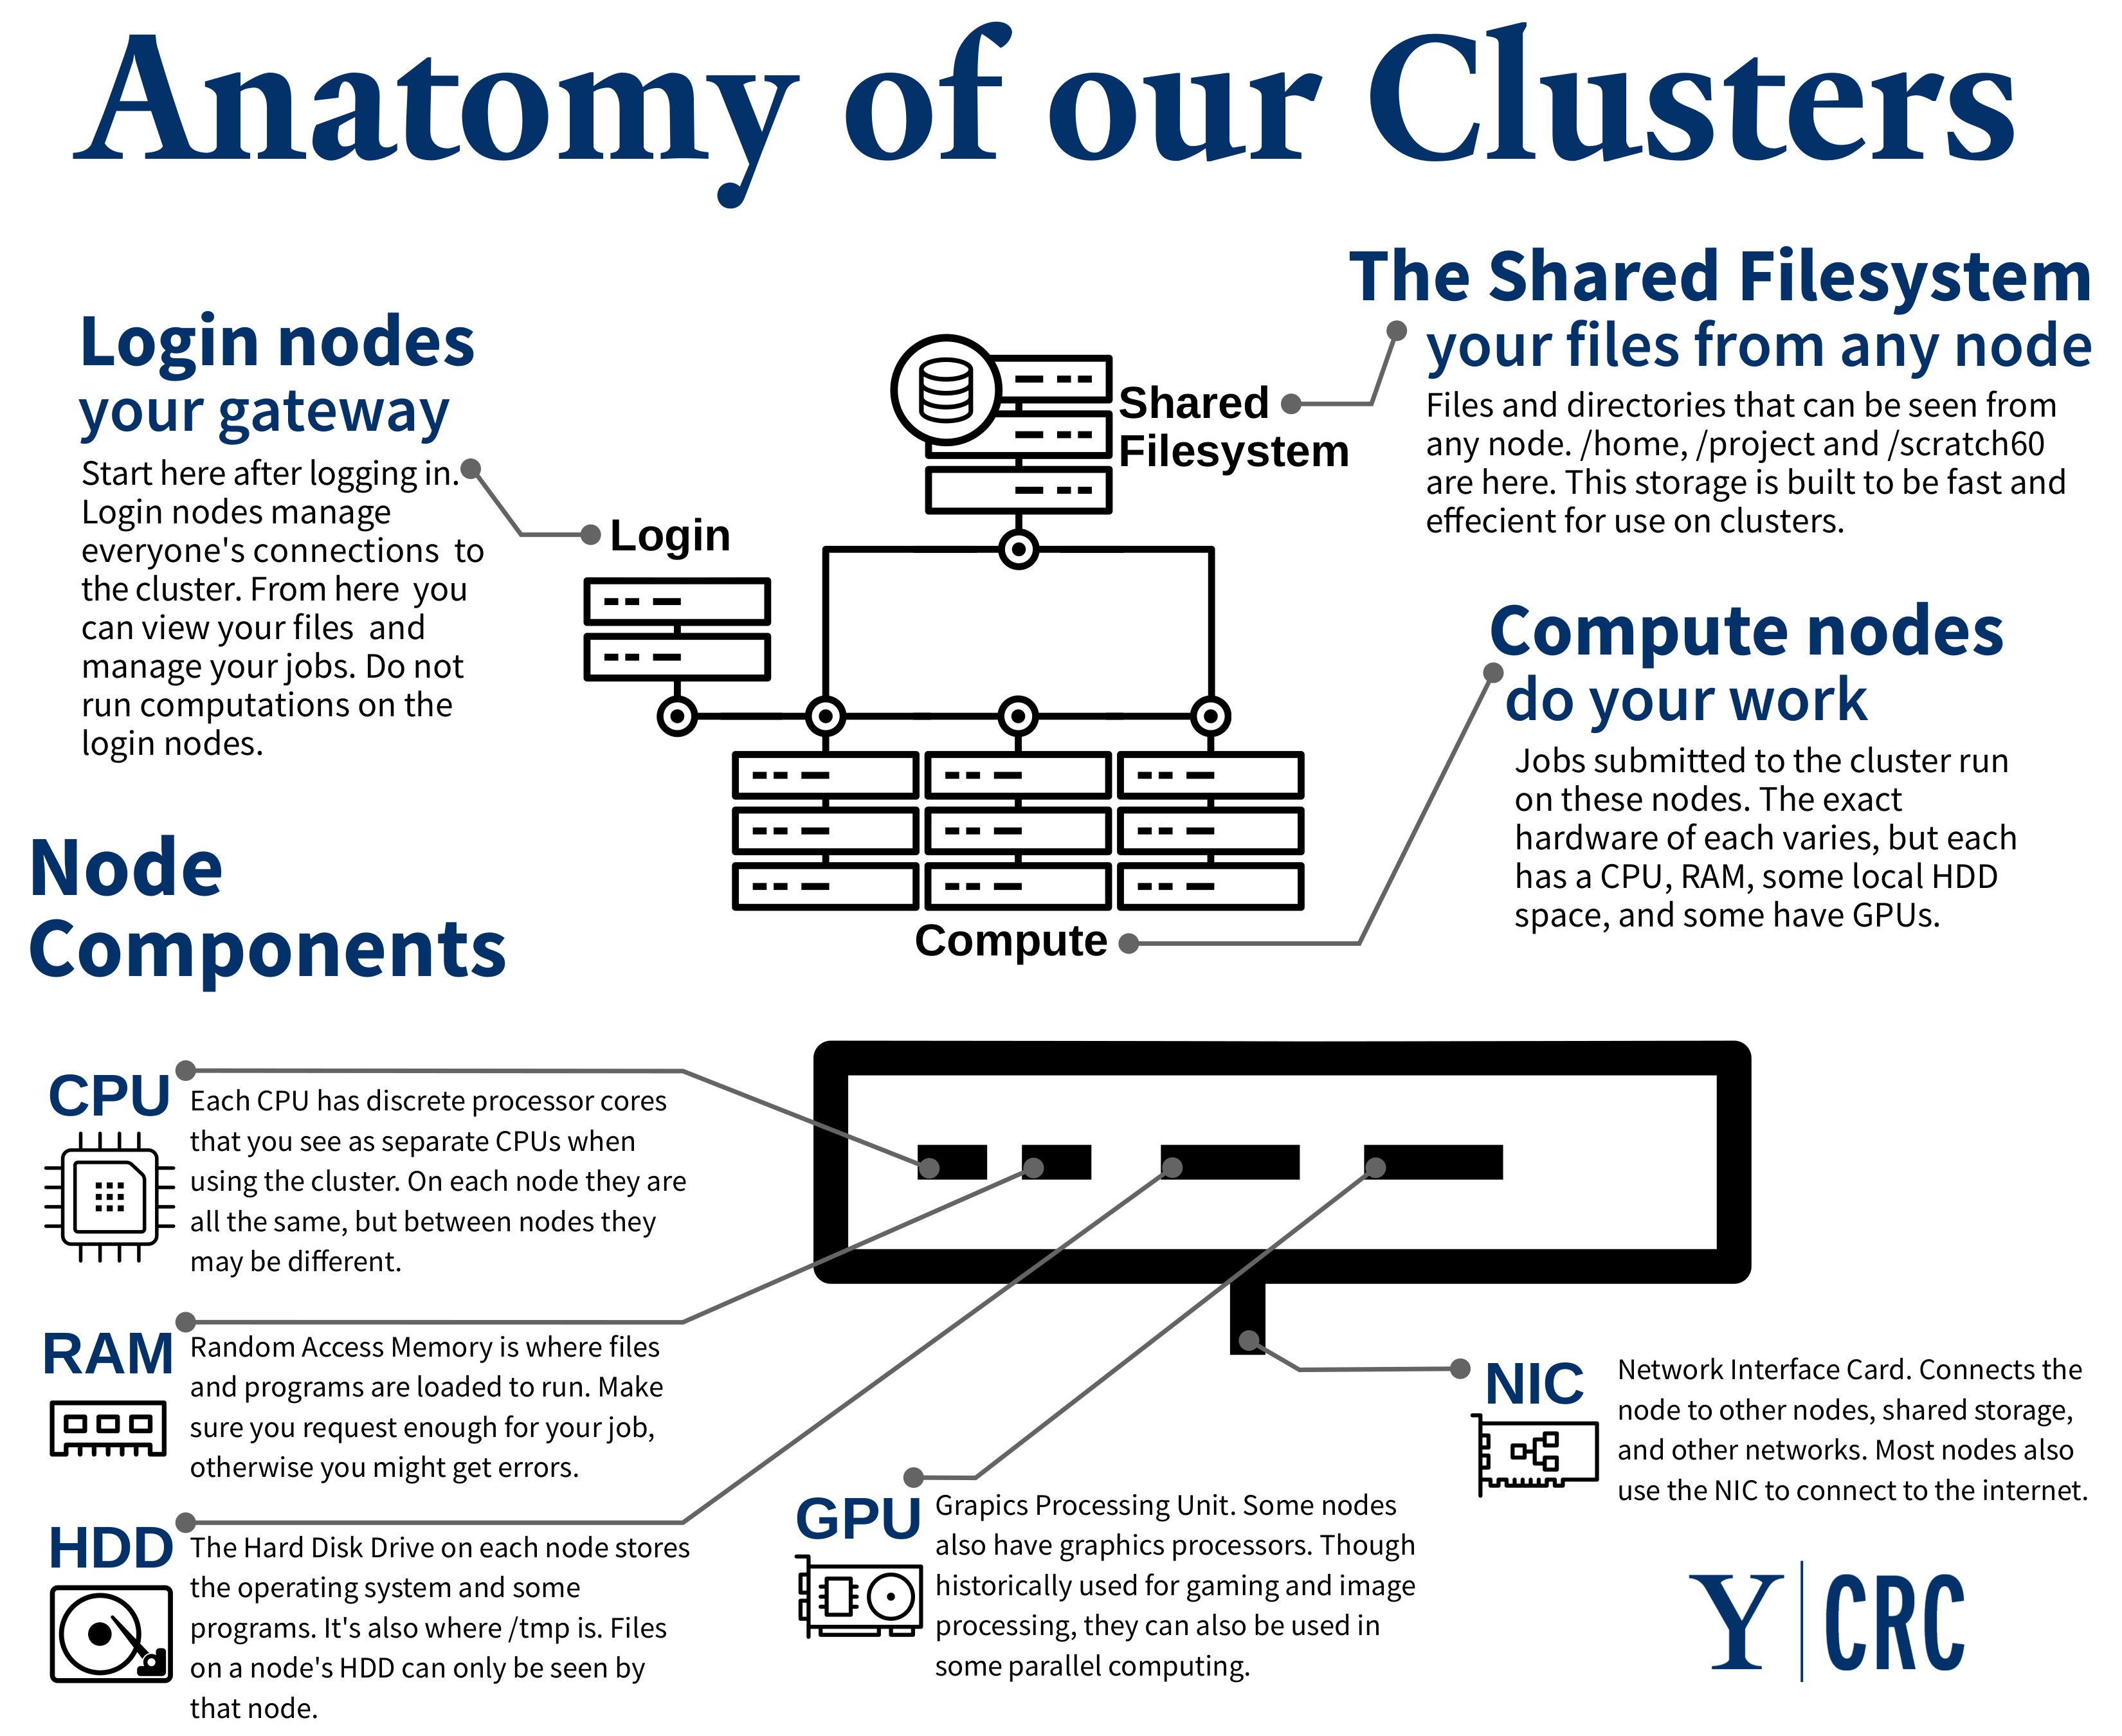 Anatomy of our Clusters
Login nodes
your gateway
Start here after logging in.
Login nodes manage
everyone's connections to
the cluster. From here you
can view your files and
manage your jobs. Do not
run computations on the
login nodes.
Login
Shared
Filesystem
The Shared Filesystem
your files from any node
Files and directories that can be seen from
any node. /home, /project and /scratch60
are here. This storage is built to be fast and
effecient for use on clusters.
Compute nodes
do your work
Jobs submitted to the cluster run
on these nodes. The exact
hardware of each varies, but each
has a CPU, RAM, some local HDD
space, and some have GPUs.
Compute
Node
Components
CPU
Each CPU has discrete processor cores
that you see as separate CPUs when
using the cluster. On each node they are
all the same, but between nodes they
may be different.
RAM
Random Access Memory is where files
and programs are loaded to run. Make
sure you request enough for your job,
otherwise you might get errors.
HDD
The Hard Disk Drive on each node stores
the operating system and some
programs. It's also where /tmp is. Files
on a node's HDD can only be seen by
that node.
GPU
Grapics Processing Unit. Some nodes
also have graphics processors. Though
historically used for gaming and image
processing, they can also be used in
some parallel computing.
NIC
Network Interface Card. Connects the
node to other nodes, shared storage,
and other networks. Most nodes also
use the NIC to connect to the internet.
Y CRC